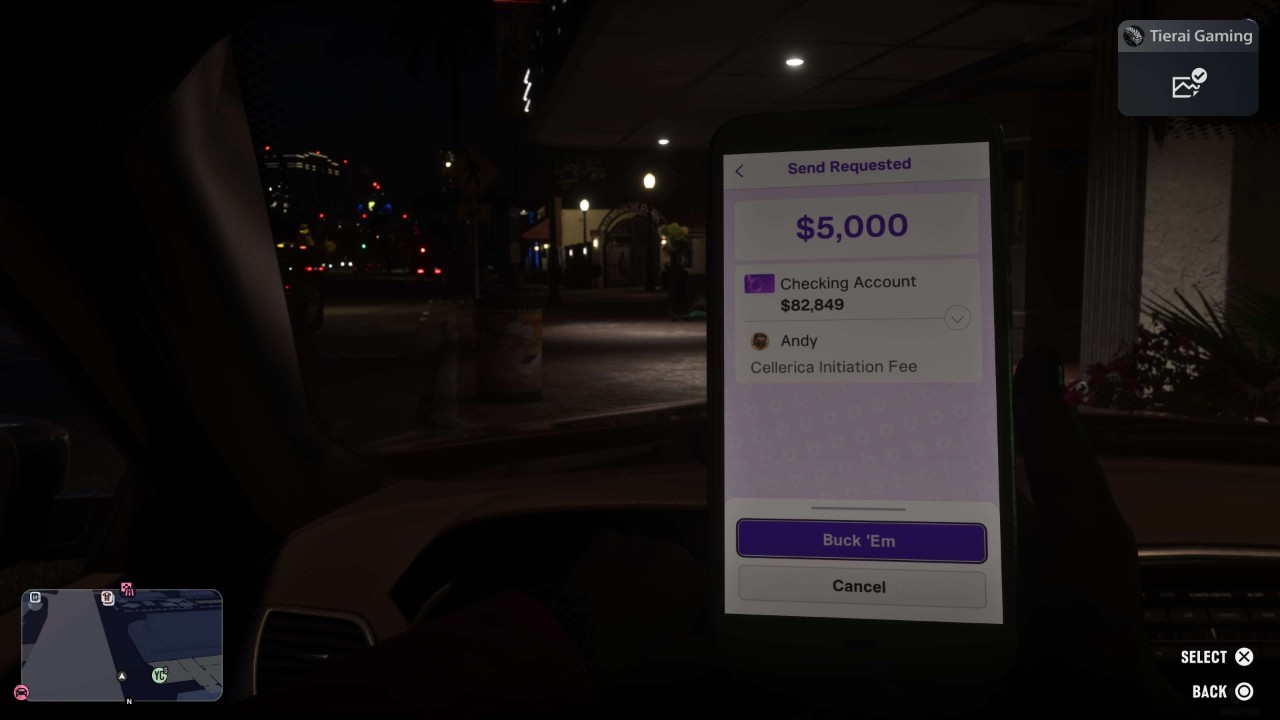 Tierai Gaming
Send Requested
$5,000
Checking Account
$82,849
Andy
Cellerica Initiation Fee
Buck 'Em
Cancel
YC
N
SELECT
BACK